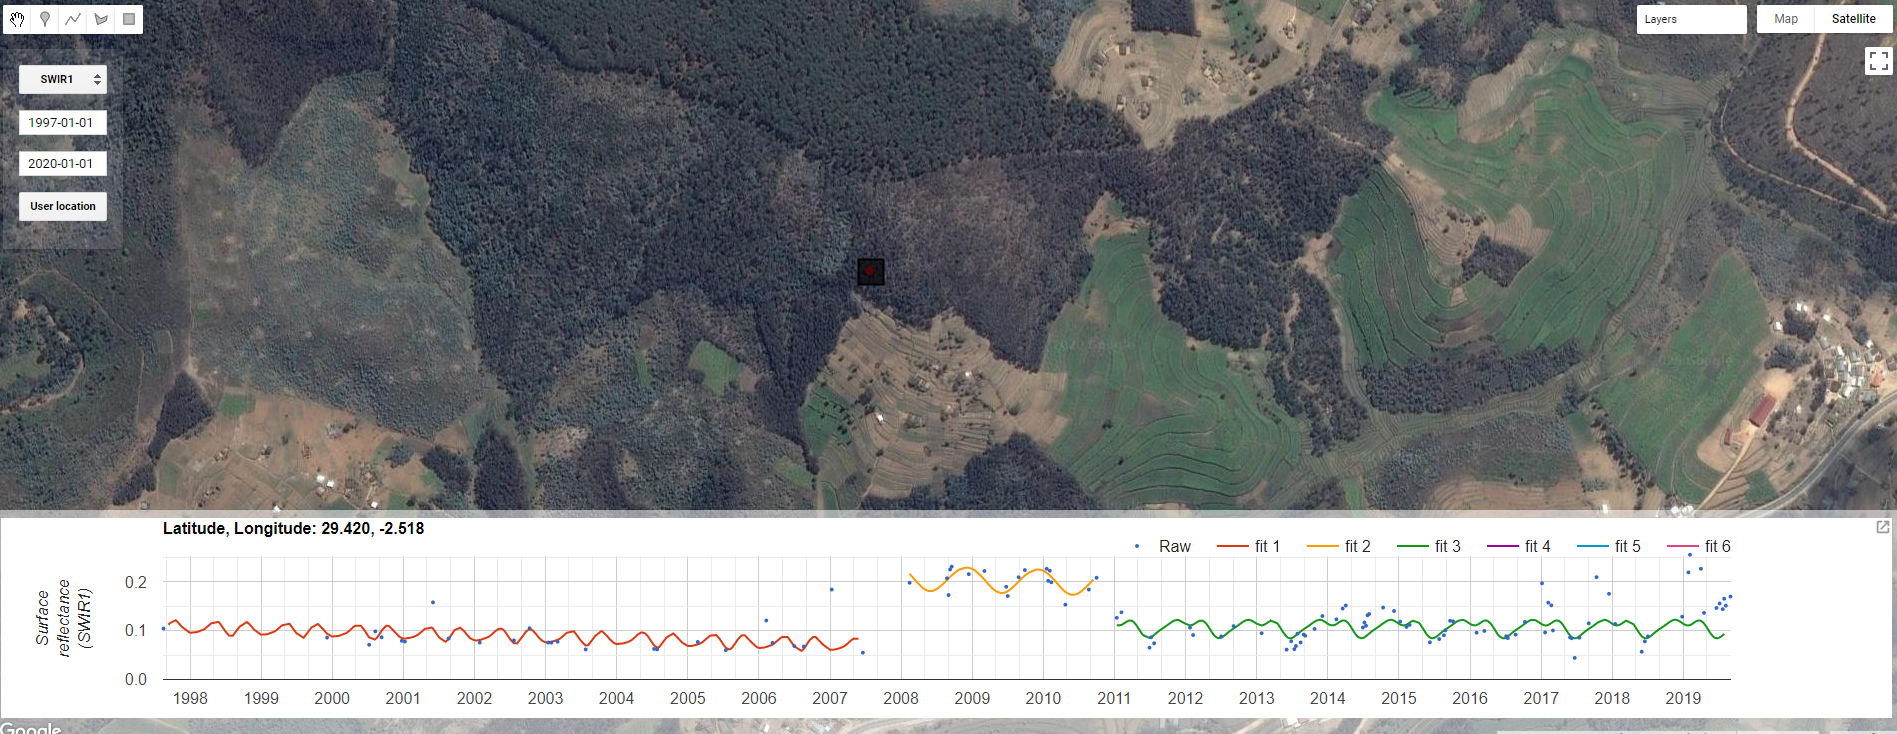 Layers
Map Satellite
SWIR1
1997-01-01
2020-01-01
User location
Latitude, Longitude: 29.420, -2.518
Raw fit 1 fit 2 fit 3 fit 4 fit 5 fit 6
Surface
reflectance
(SWIR1)
0.2
0.1
0.0
1998 1999 2000 2001 2002 2003 2004 2005 2006 2007 2008 2009 2010 2011 2012 2013 2014 2015 2016 2017 2018 2019
Google